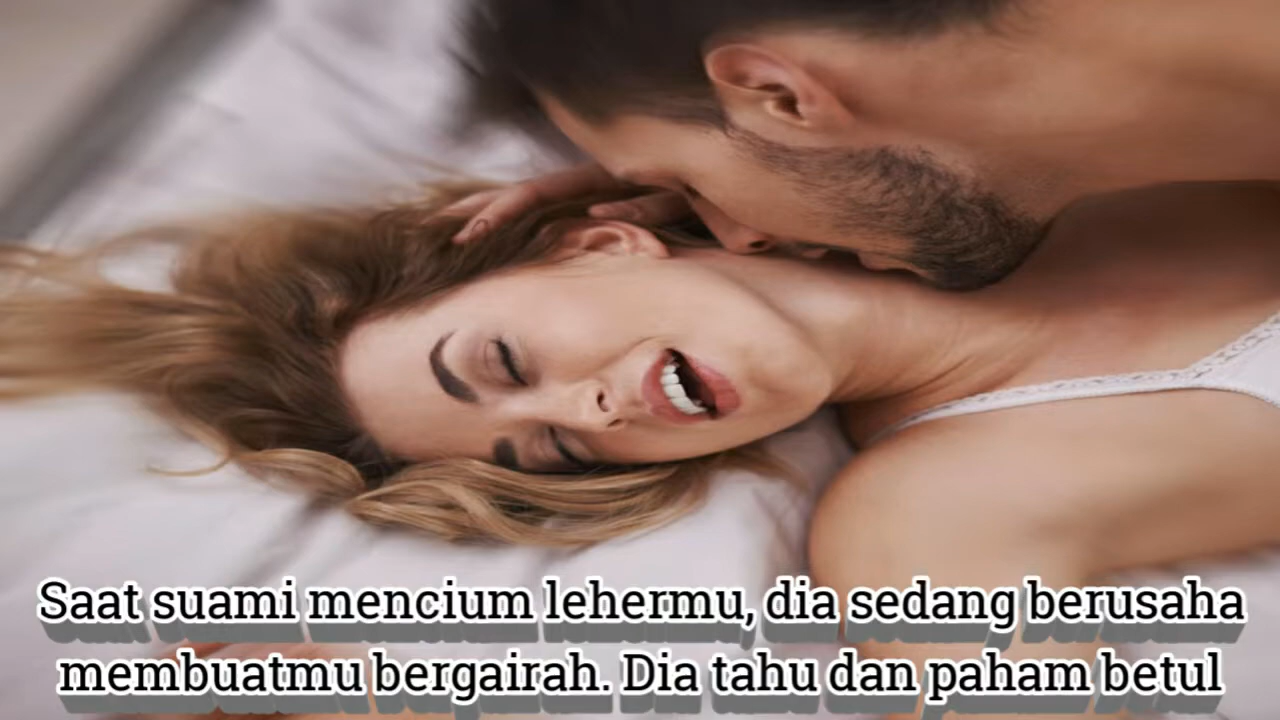 Saat suami mencium lehermu, dia sedang berusaha
membuatmu bergairah. Dia tahu dan paham betul